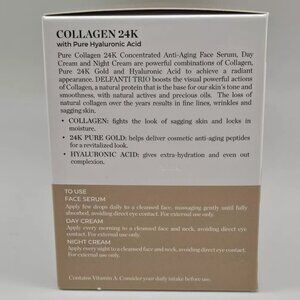 COLLAGEN 24K
with Pure Hyaluronic Acid
Pure Collagen 24K Concentrated Anti-Aging Face Serum, Day
Cream and Night Cream are powerful combinations of Collagen,
Pure 24K Gold and Hyaluronic Acid to achieve a radiant
appearance. DELFANTI TRIO boosts the visual powerful actions
of Collagen, a natural protein that is the base for our skin's tone and
smoothness, with natural actives and precious oils. The loss of
natural collagen over the years results in fine lines, wrinkles and
sagging skin.
• COLLAGEN: fights the look of sagging skin and locks in
moisture.
• 24K PURE GOLD: helps deliver cosmetic anti-aging peptides
for a revitalized look.
• HYALURONIC ACID: gives extra-hydration and even out
complexion.
TO USE
FACE SERUM
Apply few drops daily to a cleansed face, massaging gently until fully
absorbed, avoiding direct eye contact. For external use only.
DAY CREAM
Apply every morning to a cleansed face and neck, avoiding direct eye
contact. For external use only.
NIGHT CREAM
Apply every night to a cleansed face and neck, avoiding direct eye contact.
For external use only.
Contains Vitamin A: Consider your daily intake before use.